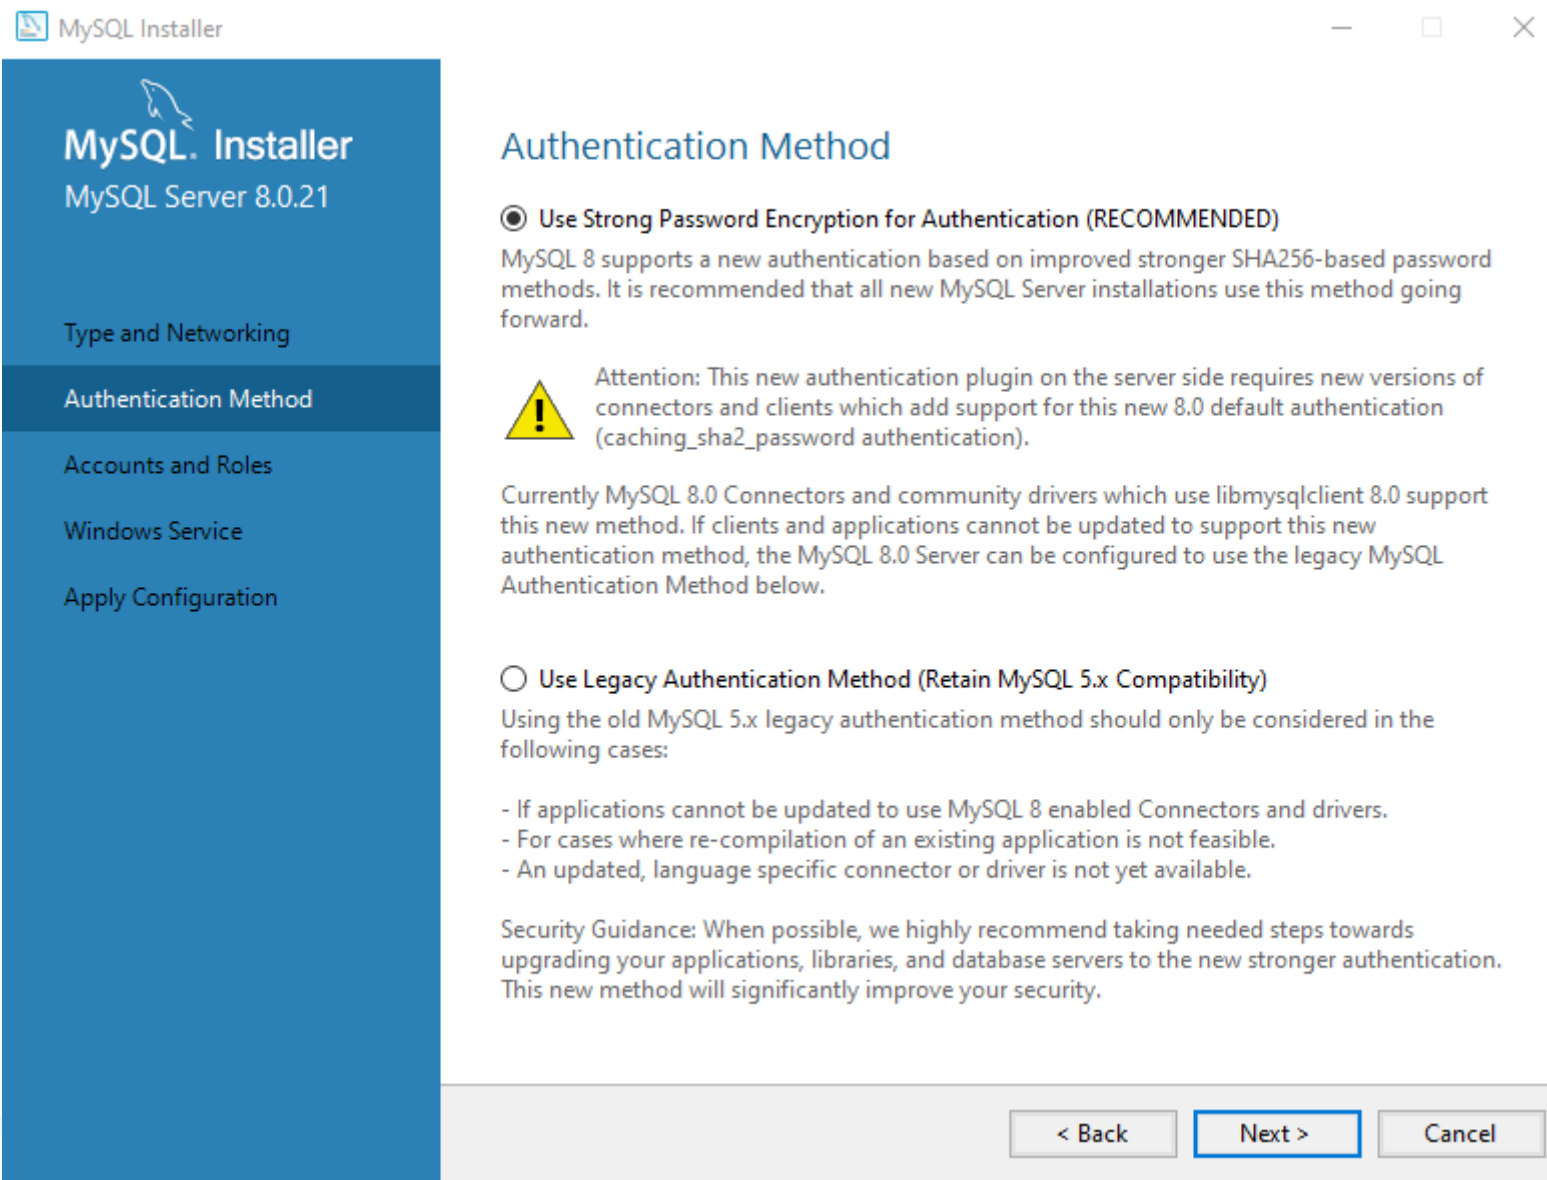 MySQL Installer
MySQL. Installer
MySQL Server 8.0.21
Type and Networking
Authentication Method
Accounts and Roles
Windows Service
Apply Configuration
Authentication Method
Use Strong Password Encryption for Authentication (RECOMMENDED)
MySQL 8 supports a new authentication based on improved stronger SHA256-based password
methods. It is recommended that all new MySQL Server installations use this method going
forward.
Attention: This new authentication plugin on the server side requires new versions of
connectors and clients which add support for this new 8.0 default authentication
(caching_sha2_password authentication).
Currently MySQL 8.0 Connectors and community drivers which use libmysqlclient 8.0 support
this new method. If clients and applications cannot be updated to support this new
authentication method, the MySQL 8.0 Server can be configured to use the legacy MySQL
Authentication Method below.
Use Legacy Authentication Method (Retain MySQL 5.x Compatibility)
Using the old MySQL 5.x legacy authentication method should only be considered in the
following cases:
- If applications cannot be updated to use MySQL 8 enabled Connectors and drivers.
- For cases where re-compilation of an existing application is not feasible.
- An updated, language specific connector or driver is not yet available.
Security Guidance: When possible, we highly recommend taking needed steps towards
upgrading your applications, libraries, and database servers to the new stronger authentication.
This new method will significantly improve your security.
< Back
Next >
Cancel